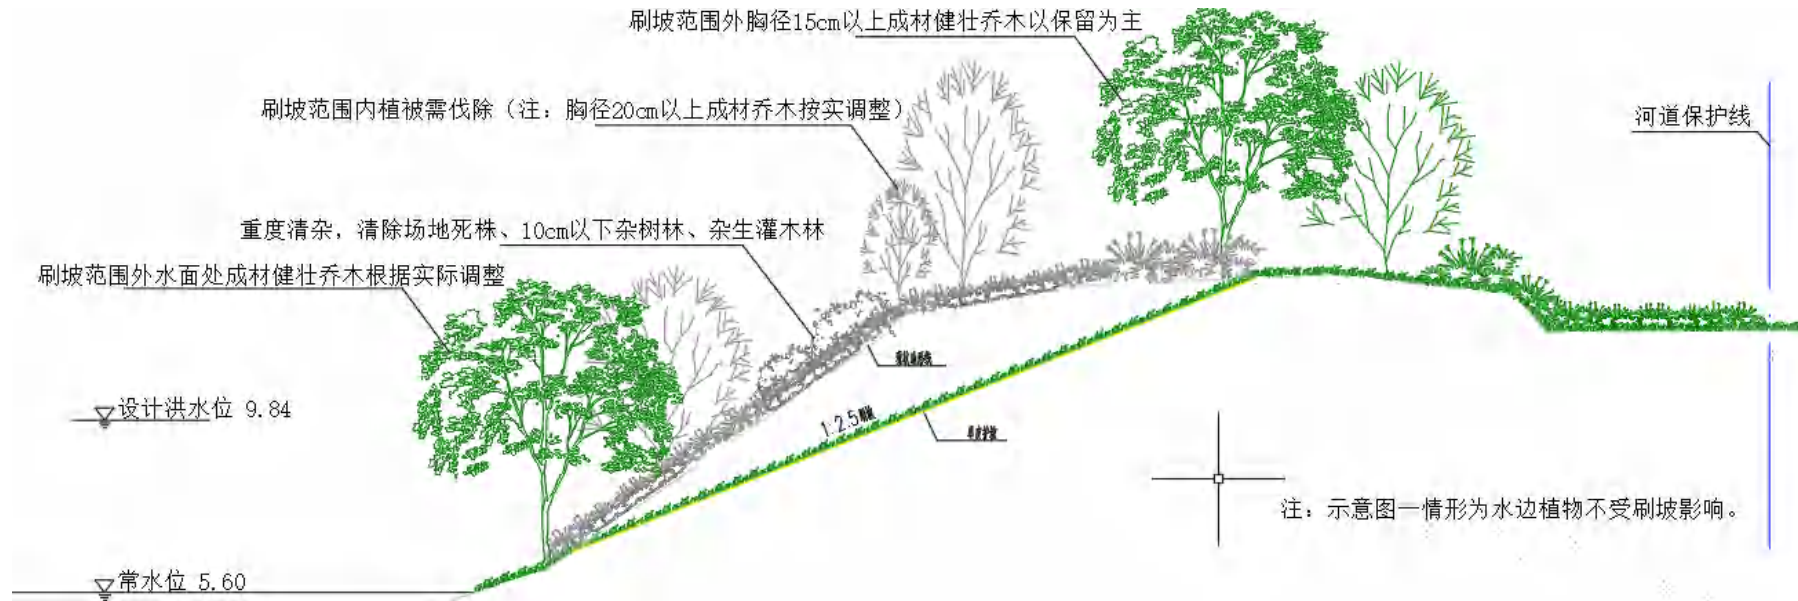 刷坡范围外胸径15cm以上成材健壮乔木以保留为主
刷坡范围内植被需伐除（注：胸径20cm以上成材乔木按实调整）
河道保护线
重度清杂，清除场地死株、10cm以下杂树林、杂生灌木林
刷坡范围外水面处成材健壮乔木根据实际调整
设计洪水位 9.84
1:2.5
注：示意图一情形为水边植物不受刷坡影响。
常水位 5.60